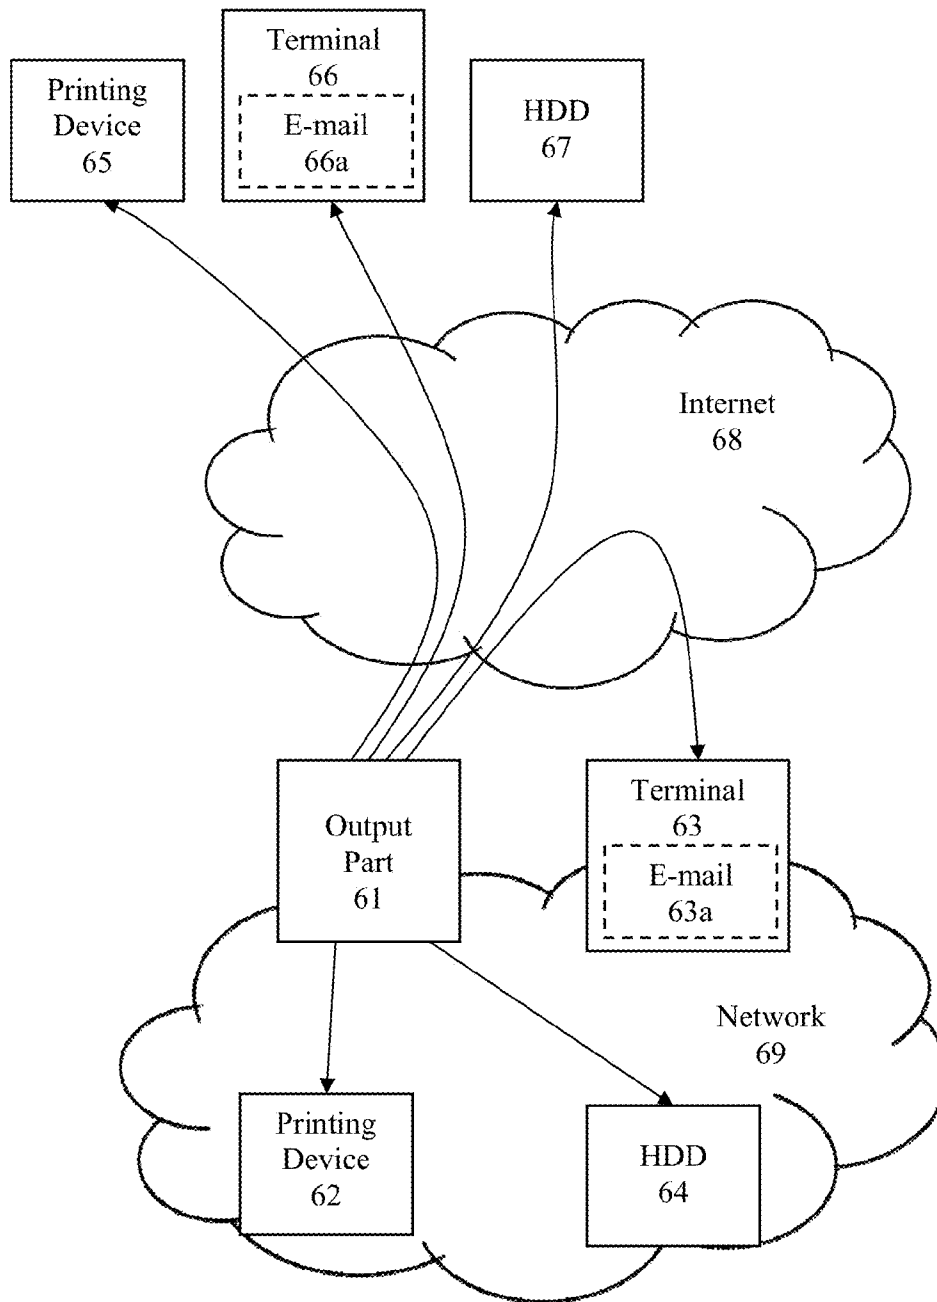 Printing
Device
65
Terminal
66
E-mail
66a
HDD
67
Internet
68
Output
Part
61
Terminal
63
E-mail
63a
Network
69
Printing
Device
62
HDD
64